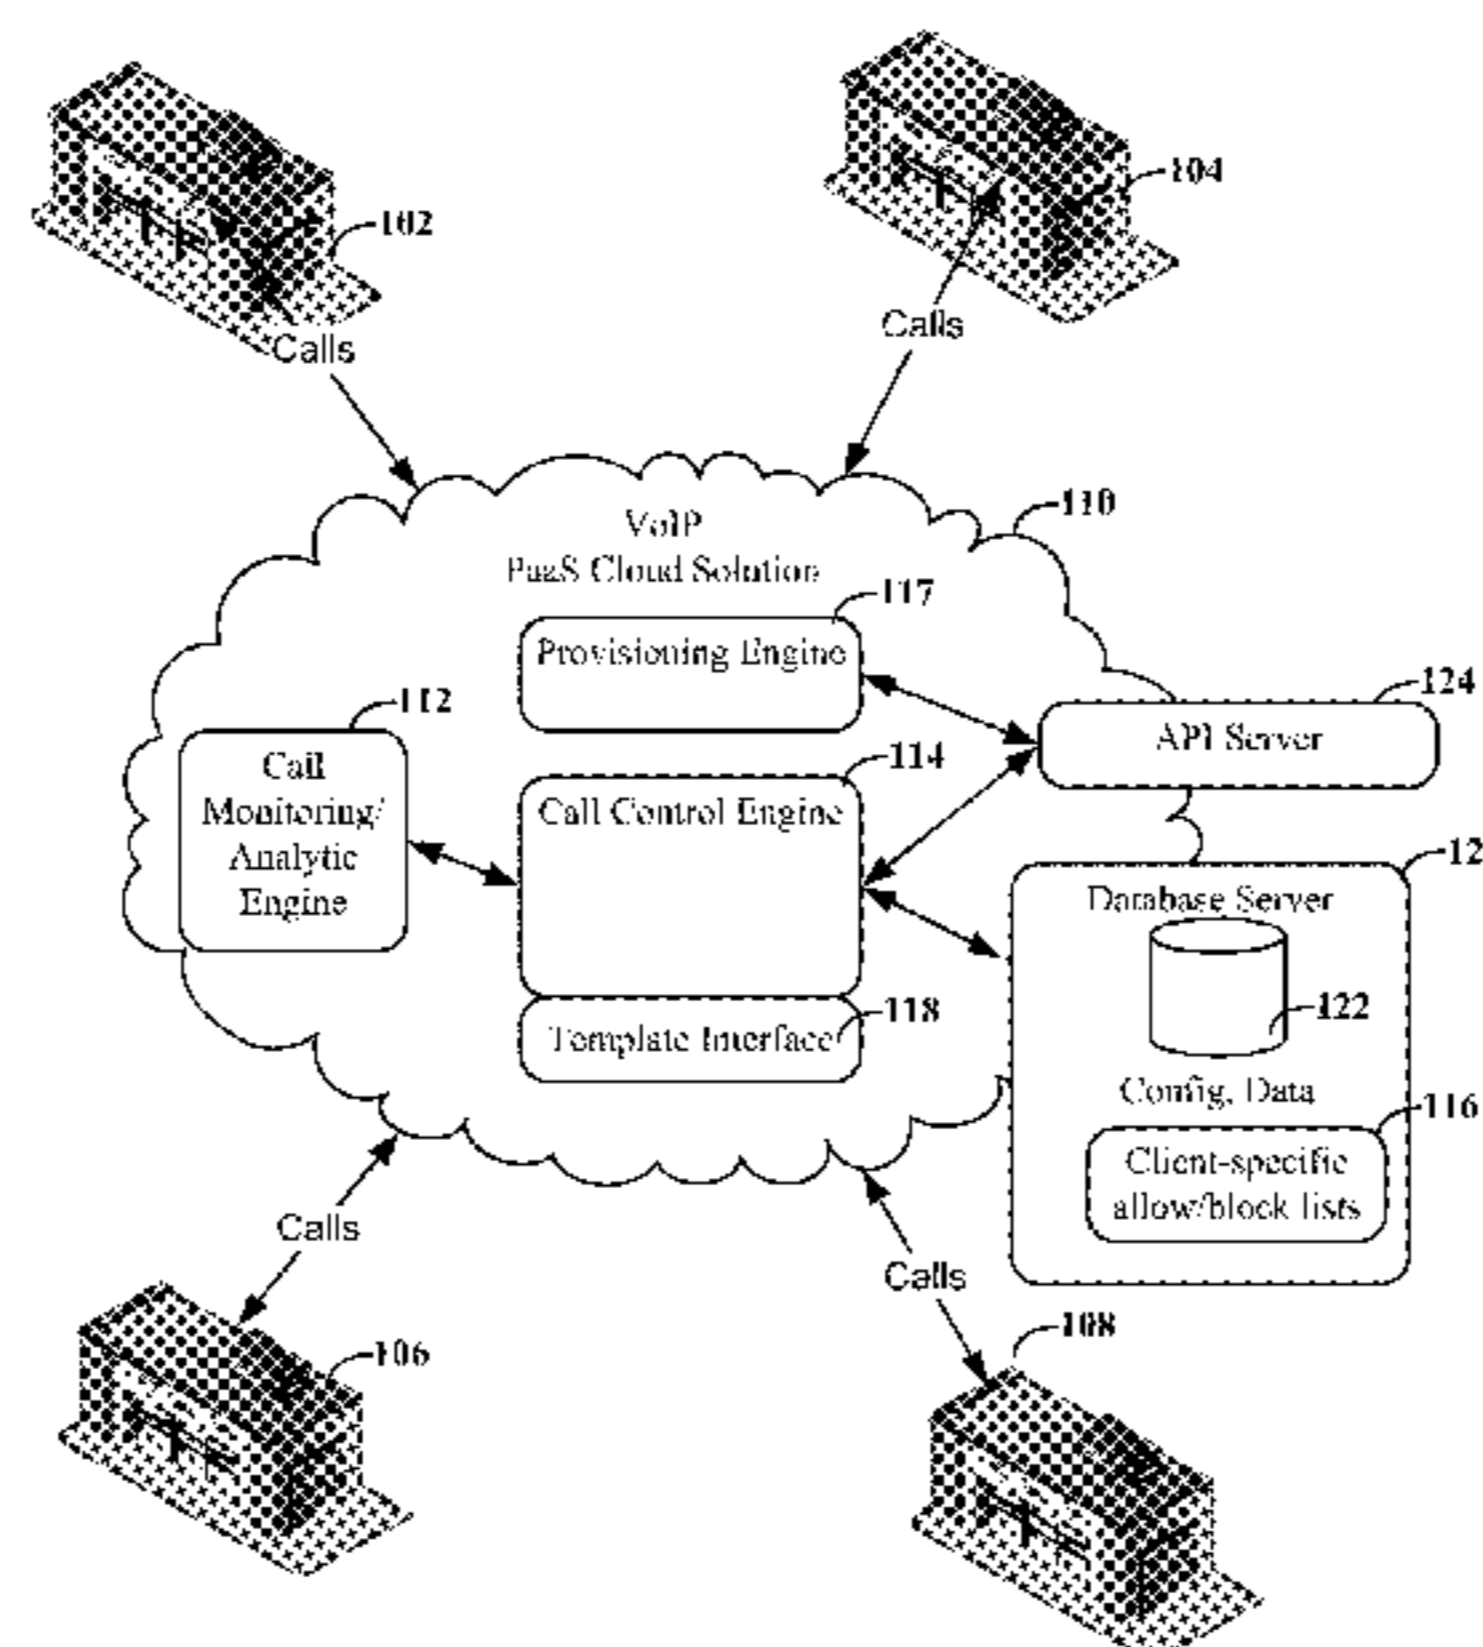 104
102
Calls
Calls
110
VoIP
PaaS Cloud Solution
117
Provisioning Engine
124
API Server
112
Call
Monitoring/
Analytic
Engine
114
Call Control Engine
12
Database Server
122
118
Template Interface
Config, Data
116
Client-specific
allow/block lists
Calls
Calls
108
106